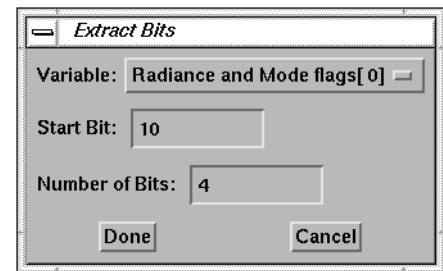 Extract Bits
Variable: Radiance and Mode flags[ 0]
Start Bit: 10
Number of Bits: 4
Done Cancel